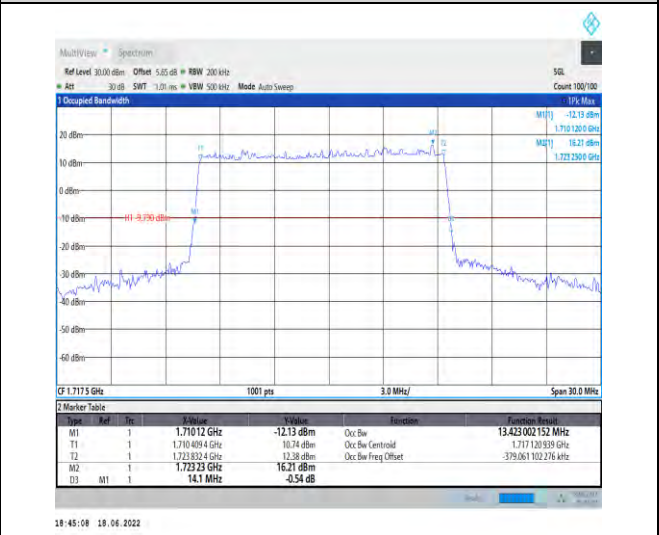 MultiView Spectrum
Ref Level 30.00 dBm Offset 5.85 dB RBW 200 kHz SGL
Att 30 dB SWT 1.01 ms VBW 500 kHz Mode Auto Sweep Count 100/100
1 Occupied Bandwidth 1Pk Max
M1[1] -12.13 dBm
1.710 120 0 GHz
M2[1] 16.21 dBm
1.723 230 0 GHz
20 dBm
T1 M2 T2
10 dBm
0 dBm
M1
-10 dBm H1 -9.790 dBm
D3
-20 dBm
-30 dBm
-40 dBm
-50 dBm
-60 dBm
CF 1.717 5 GHz 1001 pts 3.0 MHz/ Span 30.0 MHz
2 Marker Table
Type Ref Trc X-Value Y-Value Function Function Result
M1 1 1.710 12 GHz -12.13 dBm Occ Bw 13.423 002 152 MHz
T1 1 1.710 409 4 GHz 10.74 dBm Occ Bw Centroid 1.717 120 939 GHz
T2 1 1.723 832 4 GHz 12.38 dBm Occ Bw Freq Offset -379.061 102 276 kHz
M2 1 1.723 23 GHz 16.21 dBm
D3 M1 1 14.1 MHz -0.54 dB
18:45:08 18.06.2022